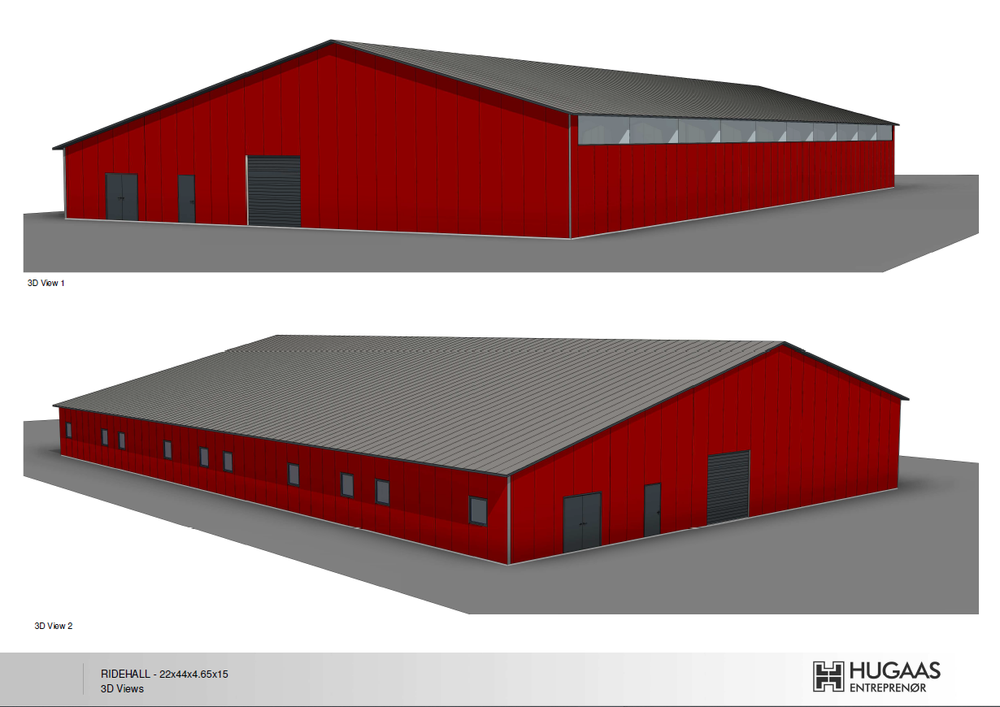 3D View 1
3D View 2
RIDEHALL - 22x44x4.65x15
3D Views
HUGAAS
ENTREPRENØR